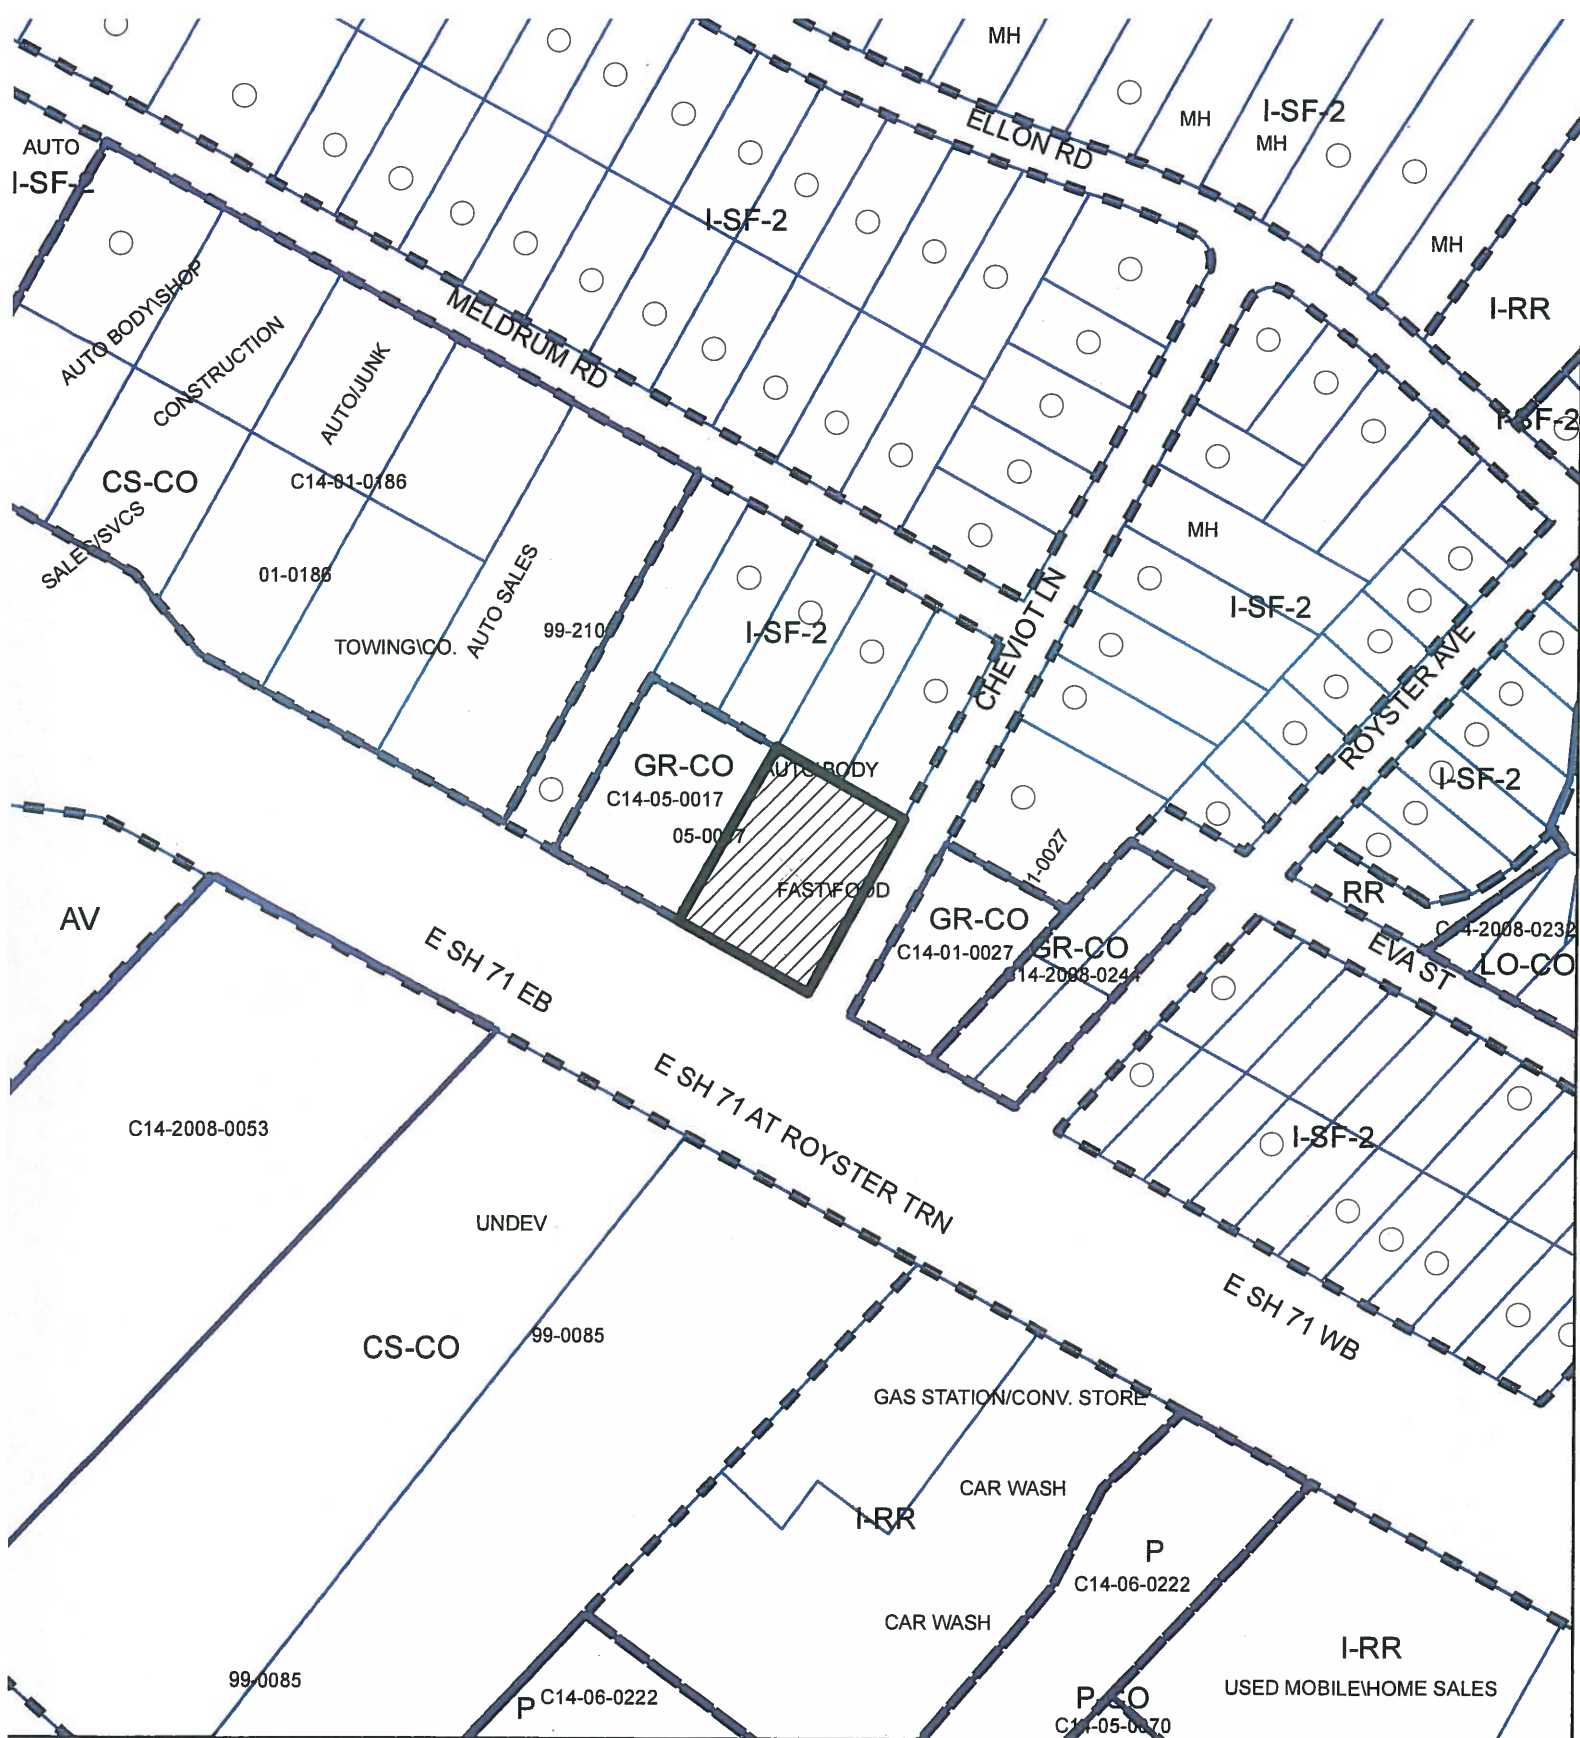 MH
I-SF-2
MH
MH
ELLON RD
AUTO
I-SF-2
I-SF-2
MH
I-RR
AUTO BODY\SHOP
CONSTRUCTION
AUTO/JUNK
MELDRUM RD
I-SF-2
CS-CO
C14-01-0186
SALES/SVCS
01-0186
AUTO SALES
MH
TOWING\CO.
99-210
I-SF-2
CHEVIOT LN
I-SF-2
ROYSTER AVE
GR-CO
C14-05-0017
AUTO\BODY
I-SF-2
FAST\FOOD
RR
AV
GR-CO
C14-01-0027
GR-CO
C14-2008-0244
EVA ST
C14-2008-0232
LO-CO
E SH 71 EB
E SH 71 AT ROYSTER TRN
C14-2008-0053
I-SF-2
UNDEV
E SH 71 WB
CS-CO
99-0085
GAS STATION/CONV. STORE
CAR WASH
I-RR
P
C14-06-0222
CAR WASH
I-RR
USED MOBILE\HOME SALES
99-0085
P
C14-06-0222
P-CO
C14-05-0070